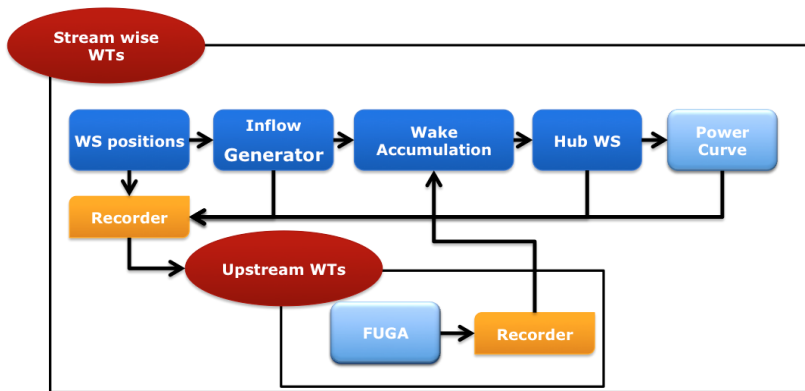 Stream wise
WTs
WS positions
Inflow
Generator
Wake
Accumulation
Hub WS
Power
Curve
Recorder
Upstream WTs
FUGA
Recorder